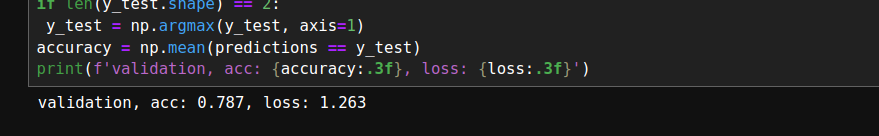 if len(y_test.shape) == 2:
 y_test = np.argmax(y_test, axis=1)
accuracy = np.mean(predictions == y_test)
print(f'validation, acc: {accuracy:.3f}, loss: {loss:.3f}')
validation, acc: 0.787, loss: 1.263